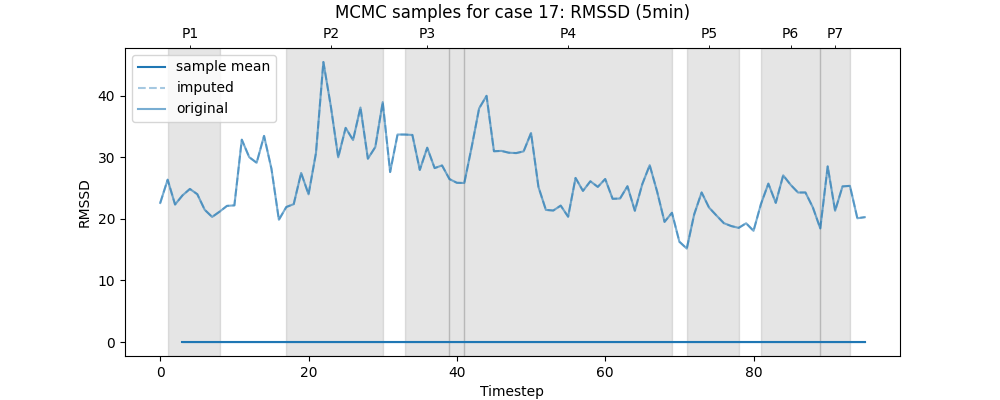 MCMC samples for case 17: RMSSD (5min)
P1 P2 P3 P4 P5 P6 P7
sample mean
imputed
original
40
30
20
10
0
RMSSD
0 20 40 60 80
Timestep